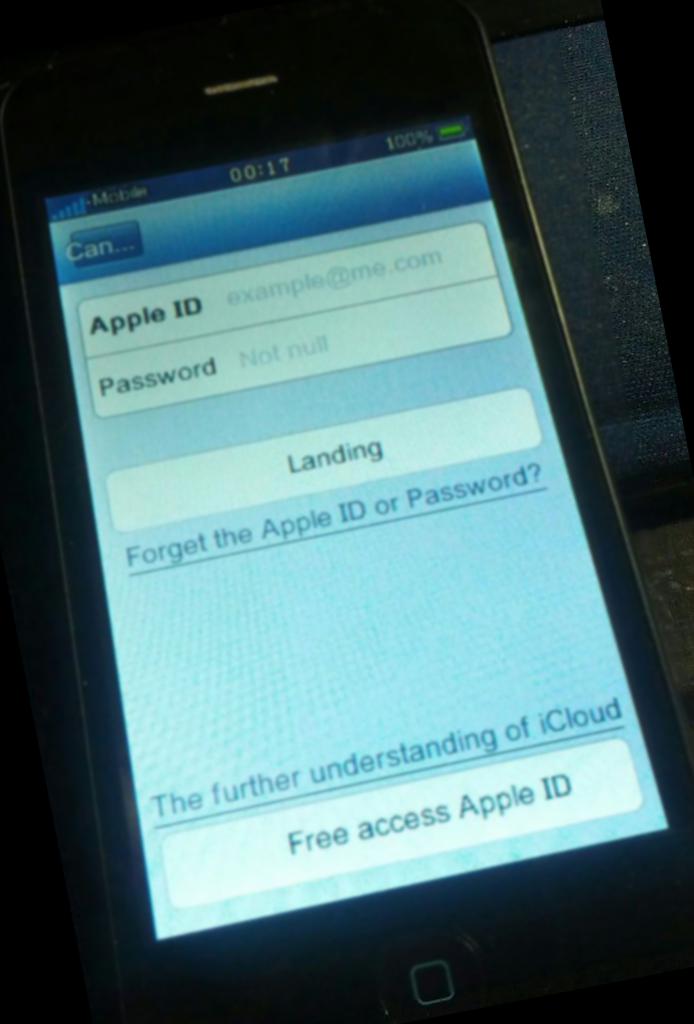 -Mobile 00:17 100%
Can...
Apple ID example@me.com
Password Not null
Landing
Forget the Apple ID or Password?
The further understanding of iCloud
Free access Apple ID